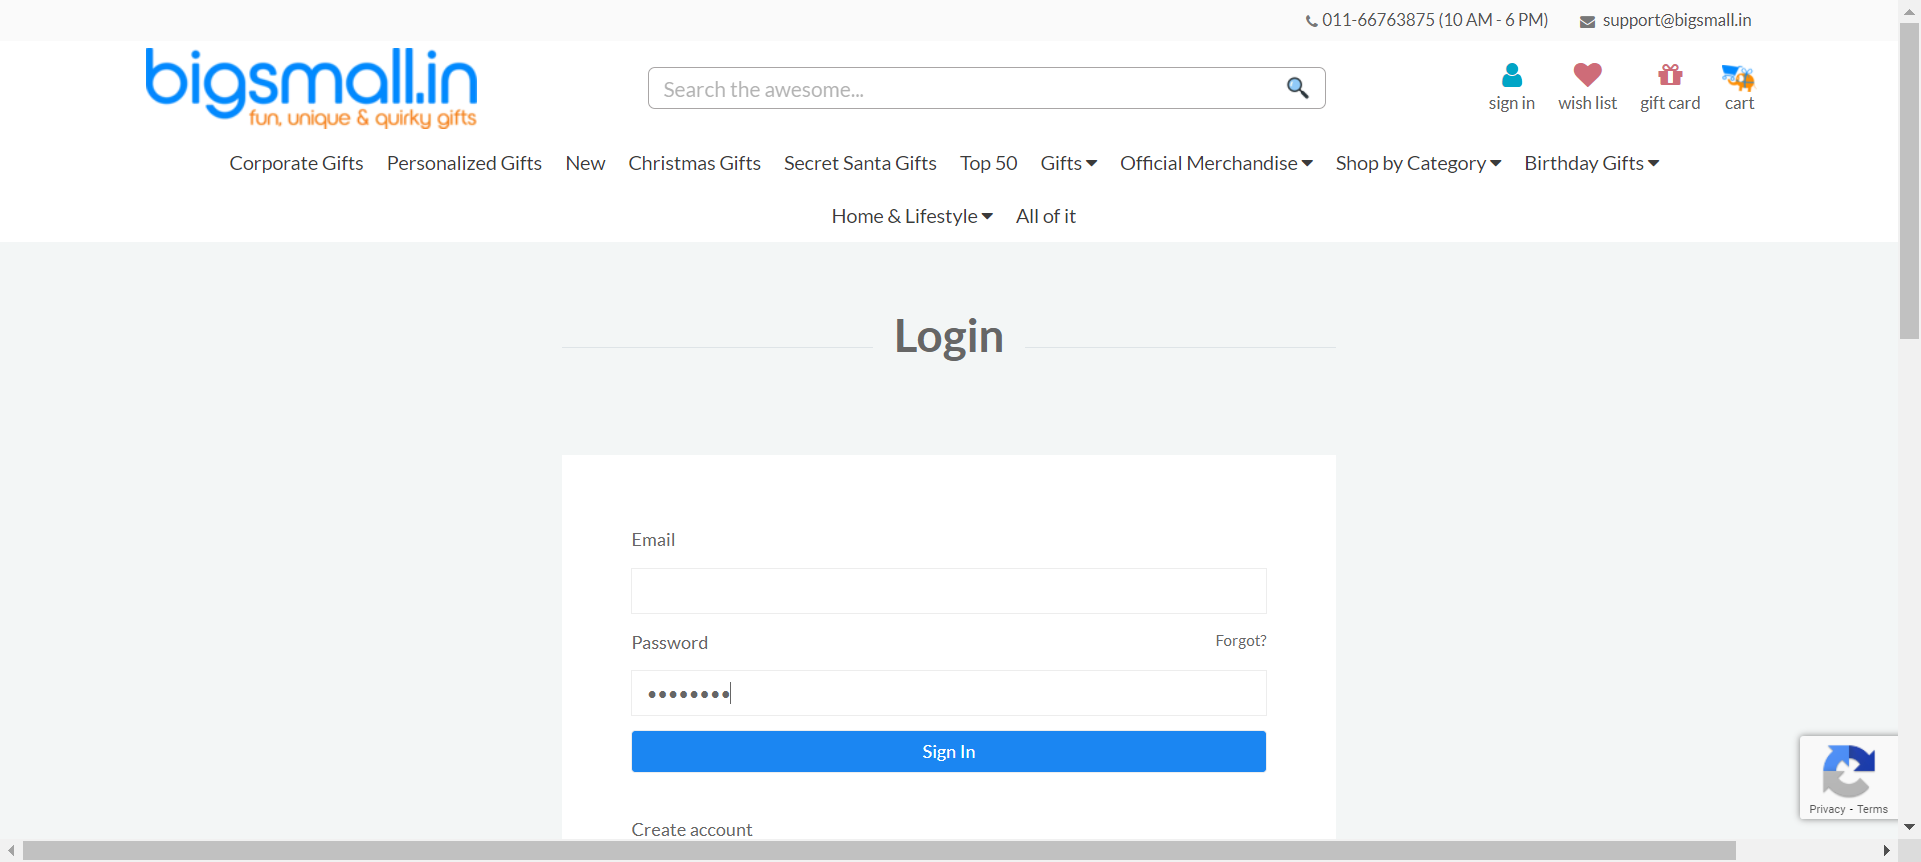 011-66763875 (10 AM - 6 PM) support@bigsmall.in
bigsmall.in
fun, unique & quirky gifts
Search the awesome...
sign in wish list gift card cart
Corporate Gifts Personalized Gifts New Christmas Gifts Secret Santa Gifts Top 50 Gifts Official Merchandise Shop by Category Birthday Gifts
Home & Lifestyle All of it
Login
Email
Password Forgot?
••••••••
Sign In
Privacy - Terms
Create account